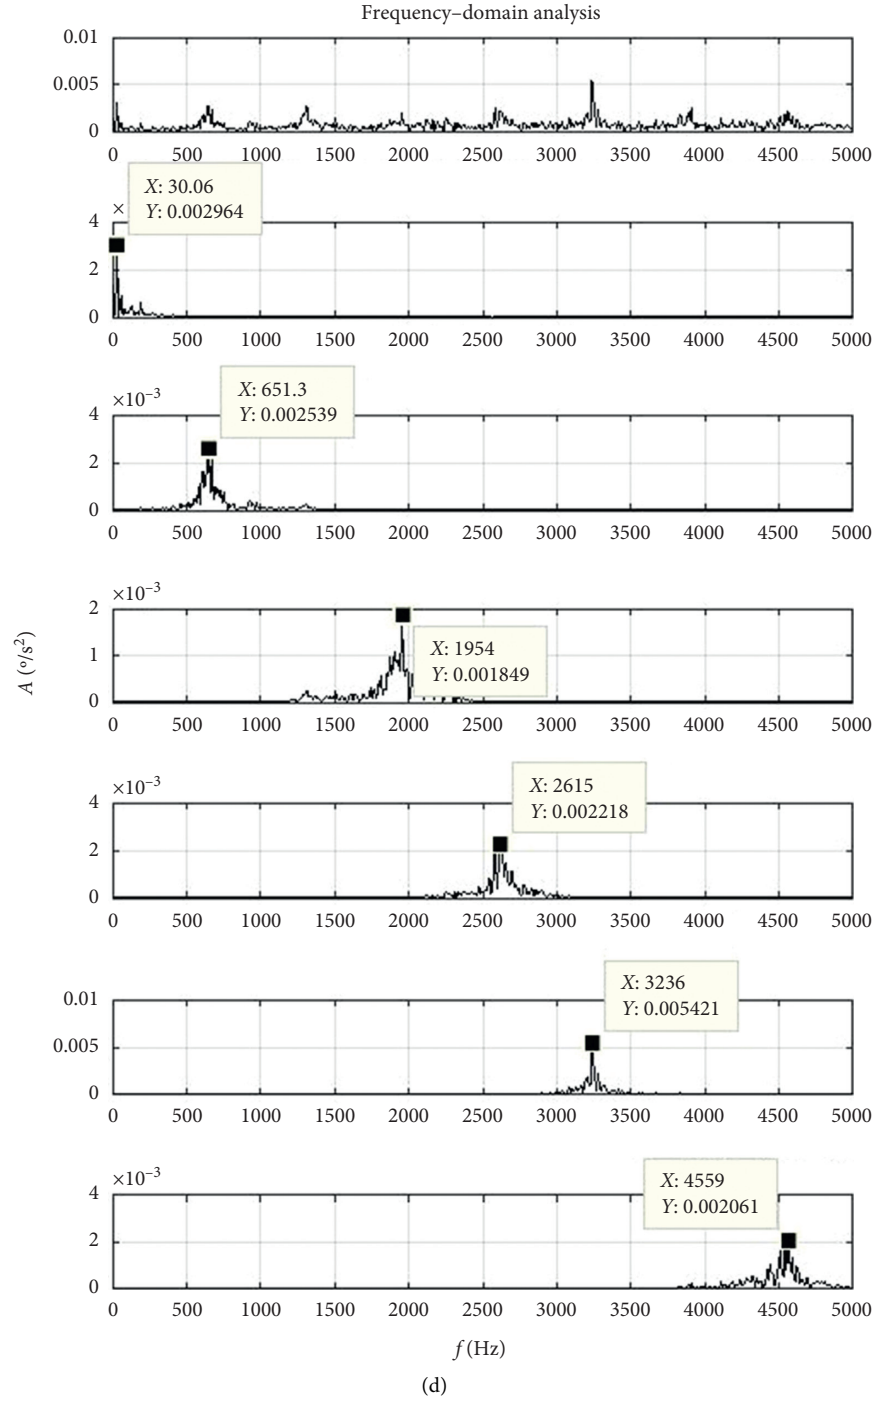 Frequency–domain analysis
0.01
0.005
0
0 500 1000 1500 2000 2500 3000 3500 4000 4500 5000
X: 30.06
Y: 0.002964
×
4
2
0
0 500 1000 1500 2000 2500 3000 3500 4000 4500 5000
X: 651.3
Y: 0.002539
×10–3
4
2
0
0 500 1000 1500 2000 2500 3000 3500 4000 4500 5000
×10–3
2
1
0
X: 1954
Y: 0.001849
0 500 1000 1500 2000 2500 3000 3500 4000 4500 5000
A (º/s²)
X: 2615
Y: 0.002218
×10–3
4
2
0
0 500 1000 1500 2000 2500 3000 3500 4000 4500 5000
X: 3236
Y: 0.005421
0.01
0.005
0
0 500 1000 1500 2000 2500 3000 3500 4000 4500 5000
X: 4559
Y: 0.002061
×10–3
4
2
0
0 500 1000 1500 2000 2500 3000 3500 4000 4500 5000
f (Hz)
(d)